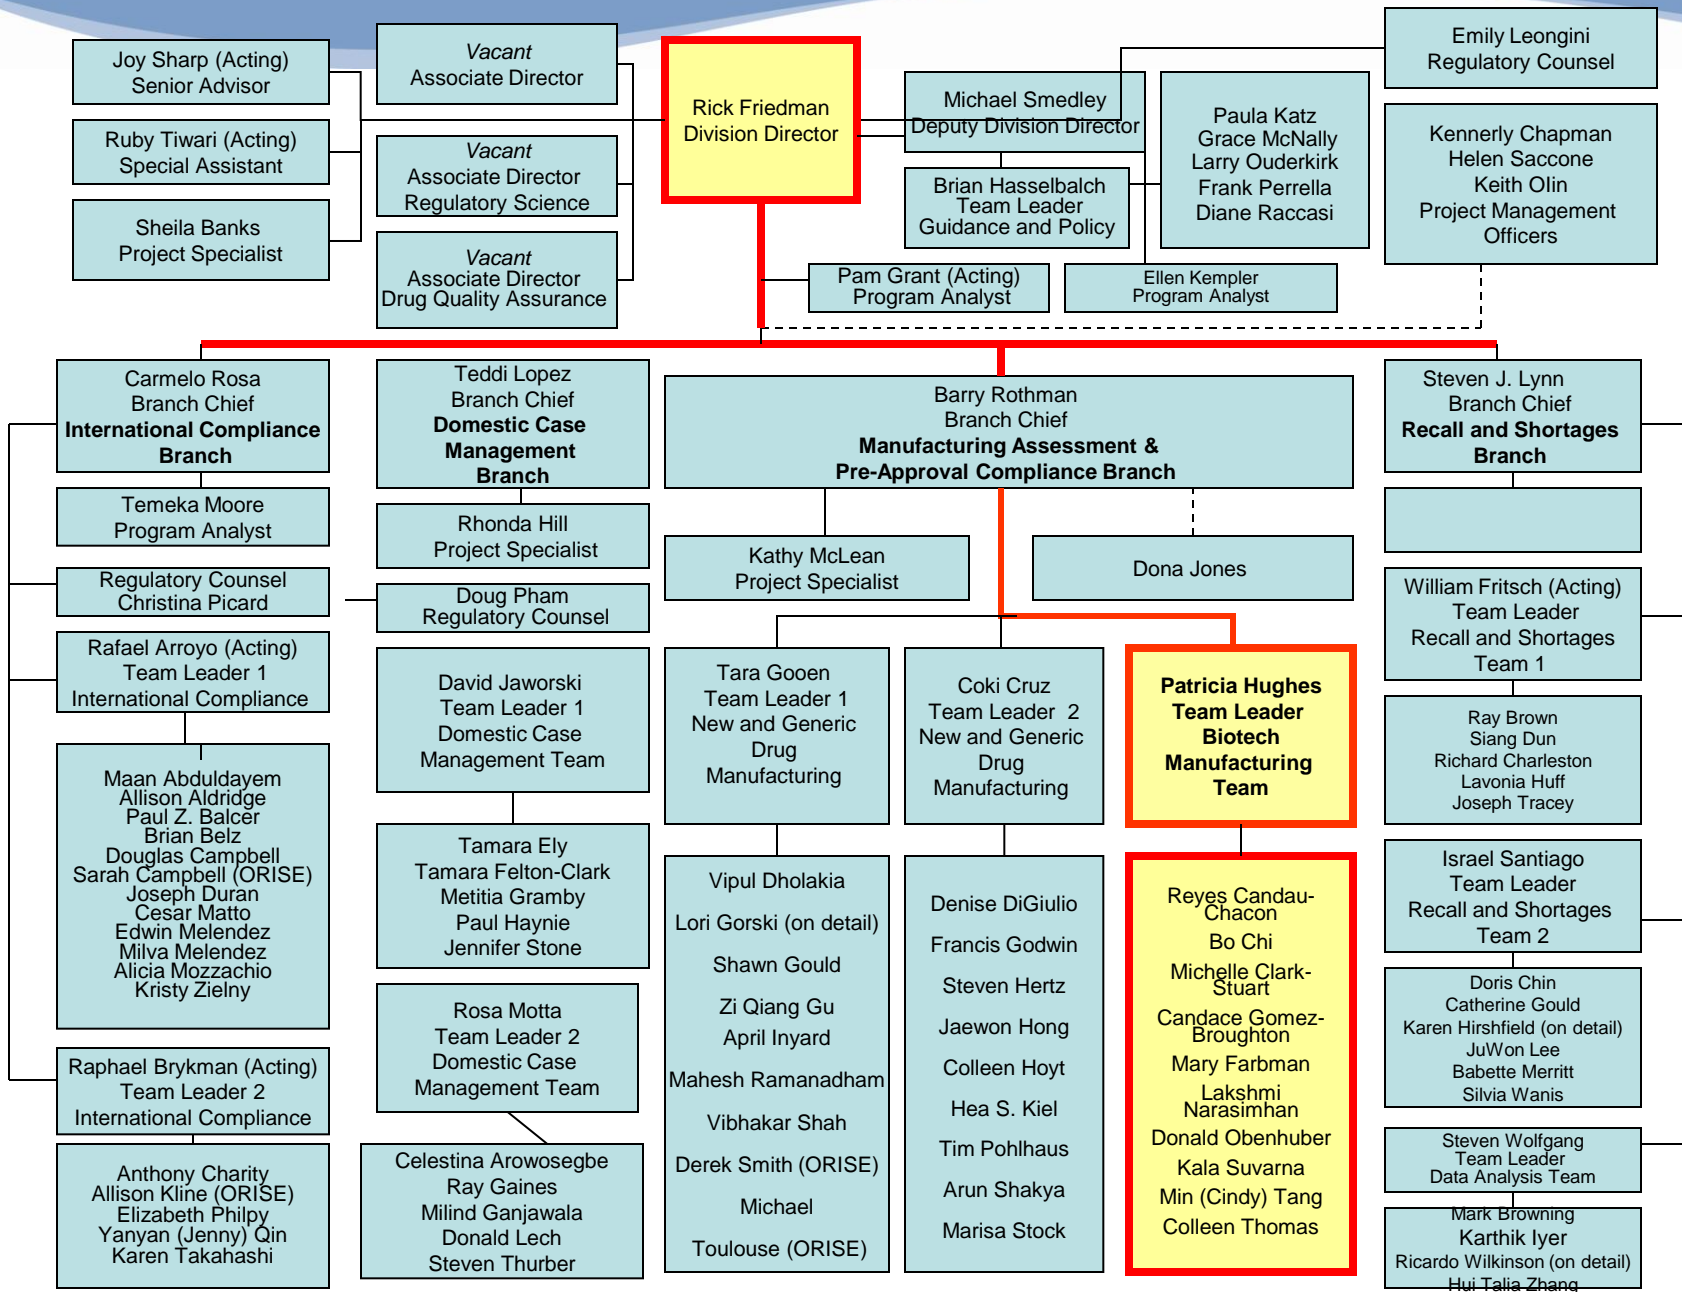 Joy Sharp (Acting)
Senior Advisor
Ruby Tiwari (Acting)
Special Assistant
Sheila Banks
Project Specialist
Vacant
Associate Director
Vacant
Associate Director
Regulatory Science
Vacant
Associate Director
Drug Quality Assurance
Rick Friedman
Division Director
Michael Smedley
Deputy Division Director
Brian Hasselbalch
Team Leader
Guidance and Policy
Paula Katz
Grace McNally
Larry Ouderkirk
Frank Perrella
Diane Raccasi
Emily Leongini
Regulatory Counsel
Kennerly Chapman
Helen Saccone
Keith Olin
Project Management
Officers
Pam Grant (Acting)
Program Analyst
Ellen Kempler
Program Analyst
Carmelo Rosa
Branch Chief
International Compliance
Branch
Temeka Moore
Program Analyst
Regulatory Counsel
Christina Picard
Rafael Arroyo (Acting)
Team Leader 1
International Compliance
Maan Abduldayem
Allison Aldridge
Paul Z. Balcer
Brian Belz
Douglas Campbell
Sarah Campbell (ORISE)
Joseph Duran
Cesar Matto
Edwin Melendez
Milva Melendez
Alicia Mozzachio
Kristy Zielny
Raphael Brykman (Acting)
Team Leader 2
International Compliance
Anthony Charity
Allison Kline (ORISE)
Elizabeth Philpy
Yanyan (Jenny) Qin
Karen Takahashi
Teddi Lopez
Branch Chief
Domestic Case
Management
Branch
Rhonda Hill
Project Specialist
Doug Pham
Regulatory Counsel
David Jaworski
Team Leader 1
Domestic Case
Management Team
Tamara Ely
Tamara Felton-Clark
Metitia Gramby
Paul Haynie
Jennifer Stone
Rosa Motta
Team Leader 2
Domestic Case
Management Team
Celestina Arowosegbe
Ray Gaines
Milind Ganjawala
Donald Lech
Steven Thurber
Barry Rothman
Branch Chief
Manufacturing Assessment &
Pre-Approval Compliance Branch
Kathy McLean
Project Specialist
Dona Jones
Tara Gooen
Team Leader 1
New and Generic
Drug
Manufacturing
Vipul Dholakia
Lori Gorski (on detail)
Shawn Gould
Zi Qiang Gu
April Inyard
Mahesh Ramanadham
Vibhakar Shah
Derek Smith (ORISE)
Michael
Toulouse (ORISE)
Coki Cruz
Team Leader 2
New and Generic
Drug
Manufacturing
Denise DiGiulio
Francis Godwin
Steven Hertz
Jaewon Hong
Colleen Hoyt
Hea S. Kiel
Tim Pohlhaus
Arun Shakya
Marisa Stock
Patricia Hughes
Team Leader
Biotech
Manufacturing
Team
Reyes Candau-
Chacon
Bo Chi
Michelle Clark-
Stuart
Candace Gomez-
Broughton
Mary Farbman
Lakshmi
Narasimhan
Donald Obenhuber
Kala Suvarna
Min (Cindy) Tang
Colleen Thomas
Steven J. Lynn
Branch Chief
Recall and Shortages
Branch
William Fritsch (Acting)
Team Leader
Recall and Shortages
Team 1
Ray Brown
Siang Dun
Richard Charleston
Lavonia Huff
Joseph Tracey
Israel Santiago
Team Leader
Recall and Shortages
Team 2
Doris Chin
Catherine Gould
Karen Hirshfield (on detail)
JuWon Lee
Babette Merritt
Silvia Wanis
Steven Wolfgang
Team Leader
Data Analysis Team
Mark Browning
Karthik Iyer
Ricardo Wilkinson (on detail)
Hui Talia Zhang